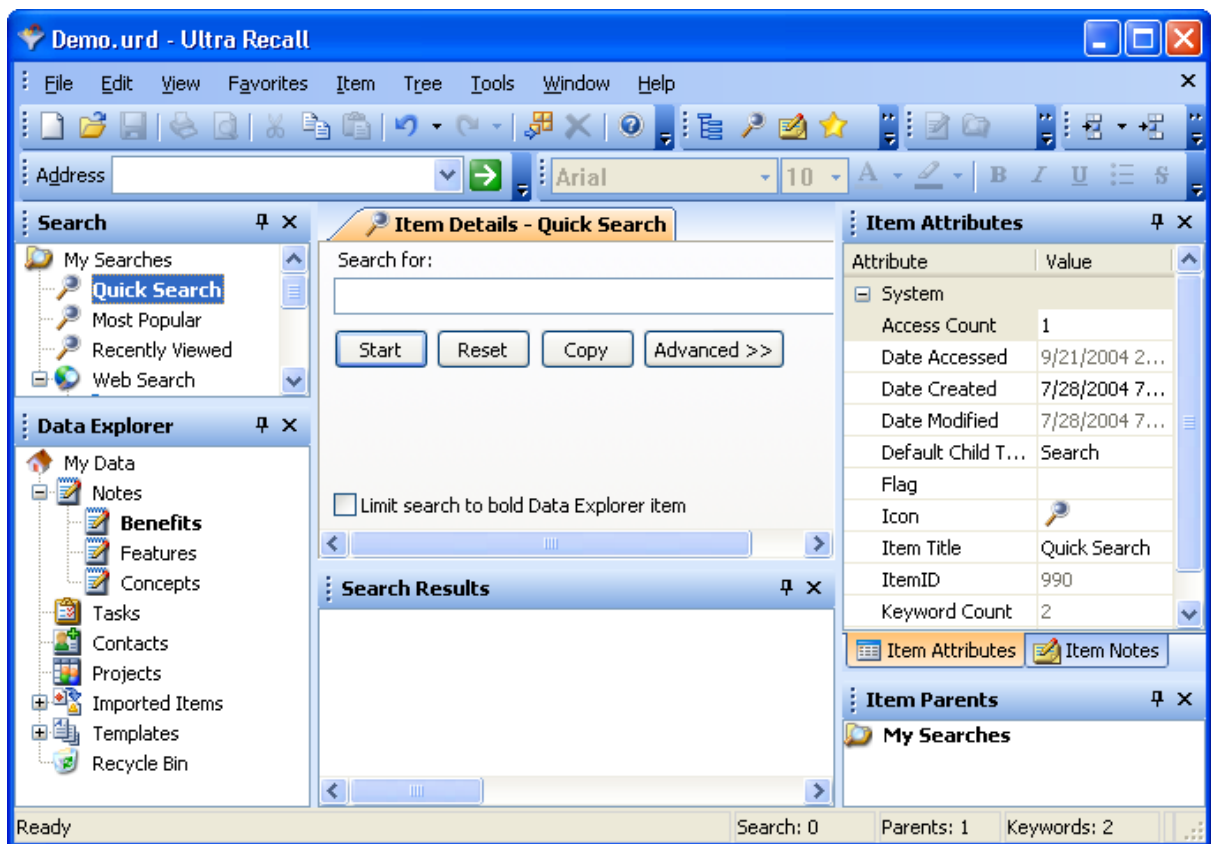 Demo.urd - Ultra Recall
File Edit View Favorites Item Tree Tools Window Help
Address
Arial 10 A B I U S
Search
My Searches
Quick Search
Most Popular
Recently Viewed
Web Search
Data Explorer
My Data
Notes
Benefits
Features
Concepts
Tasks
Contacts
Projects
Imported Items
Templates
Recycle Bin
Item Details - Quick Search
Search for:
Start Reset Copy Advanced >>
Limit search to bold Data Explorer item
Search Results
Item Attributes
Attribute Value
System
Access Count 1
Date Accessed 9/21/2004 2...
Date Created 7/28/2004 7...
Date Modified 7/28/2004 7...
Default Child T... Search
Flag
Icon
Item Title Quick Search
ItemID 990
Keyword Count 2
Item Attributes Item Notes
Item Parents
My Searches
Ready Search: 0 Parents: 1 Keywords: 2